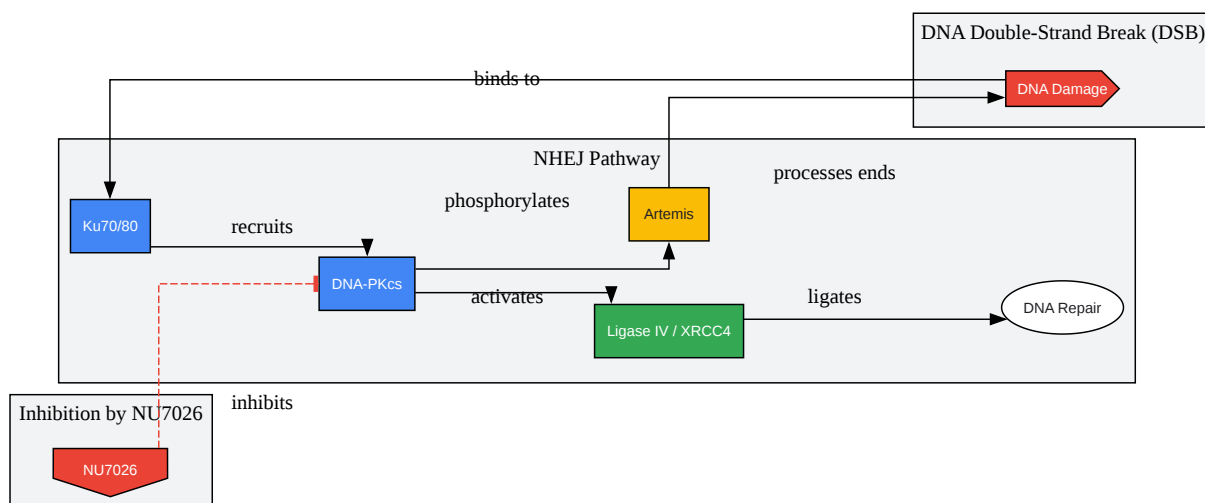 DNA Double-Strand Break (DSB)
binds to
DNA Damage
NHEJ Pathway
processes ends
phosphorylates
Artemis
Ku70/80
recruits
DNA-PKcs
activates
ligates
DNA Repair
Ligase IV / XRCC4
inhibits
Inhibition by NU7026
NU7026